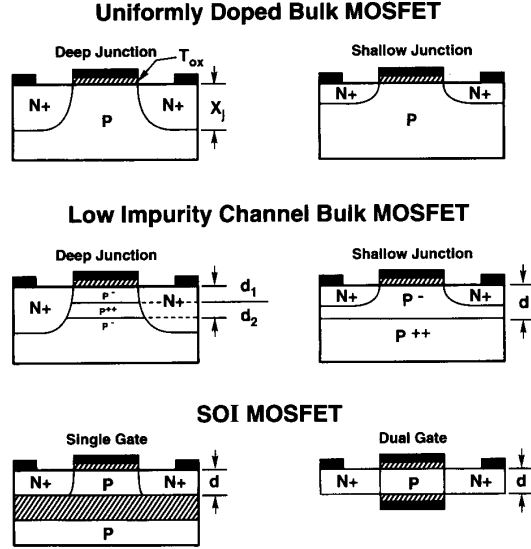 Uniformly Doped Bulk MOSFET
Deep Junction
Tox
Shallow Junction
N+
N+
Xj
P
N+
N+
P
Low Impurity Channel Bulk MOSFET
Deep Junction
Shallow Junction
N+
P-
N+
d1
P++
d2
P-
N+
P-
N+
d
P++
SOI MOSFET
Single Gate
Dual Gate
N+
P
N+
d
P
N+
P
N+
d